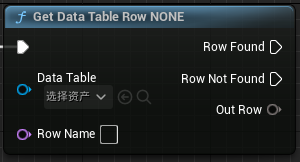 f Get Data Table Row NONE
Row Found
Data Table
Row Not Found
选择资产
Out Row
Row Name